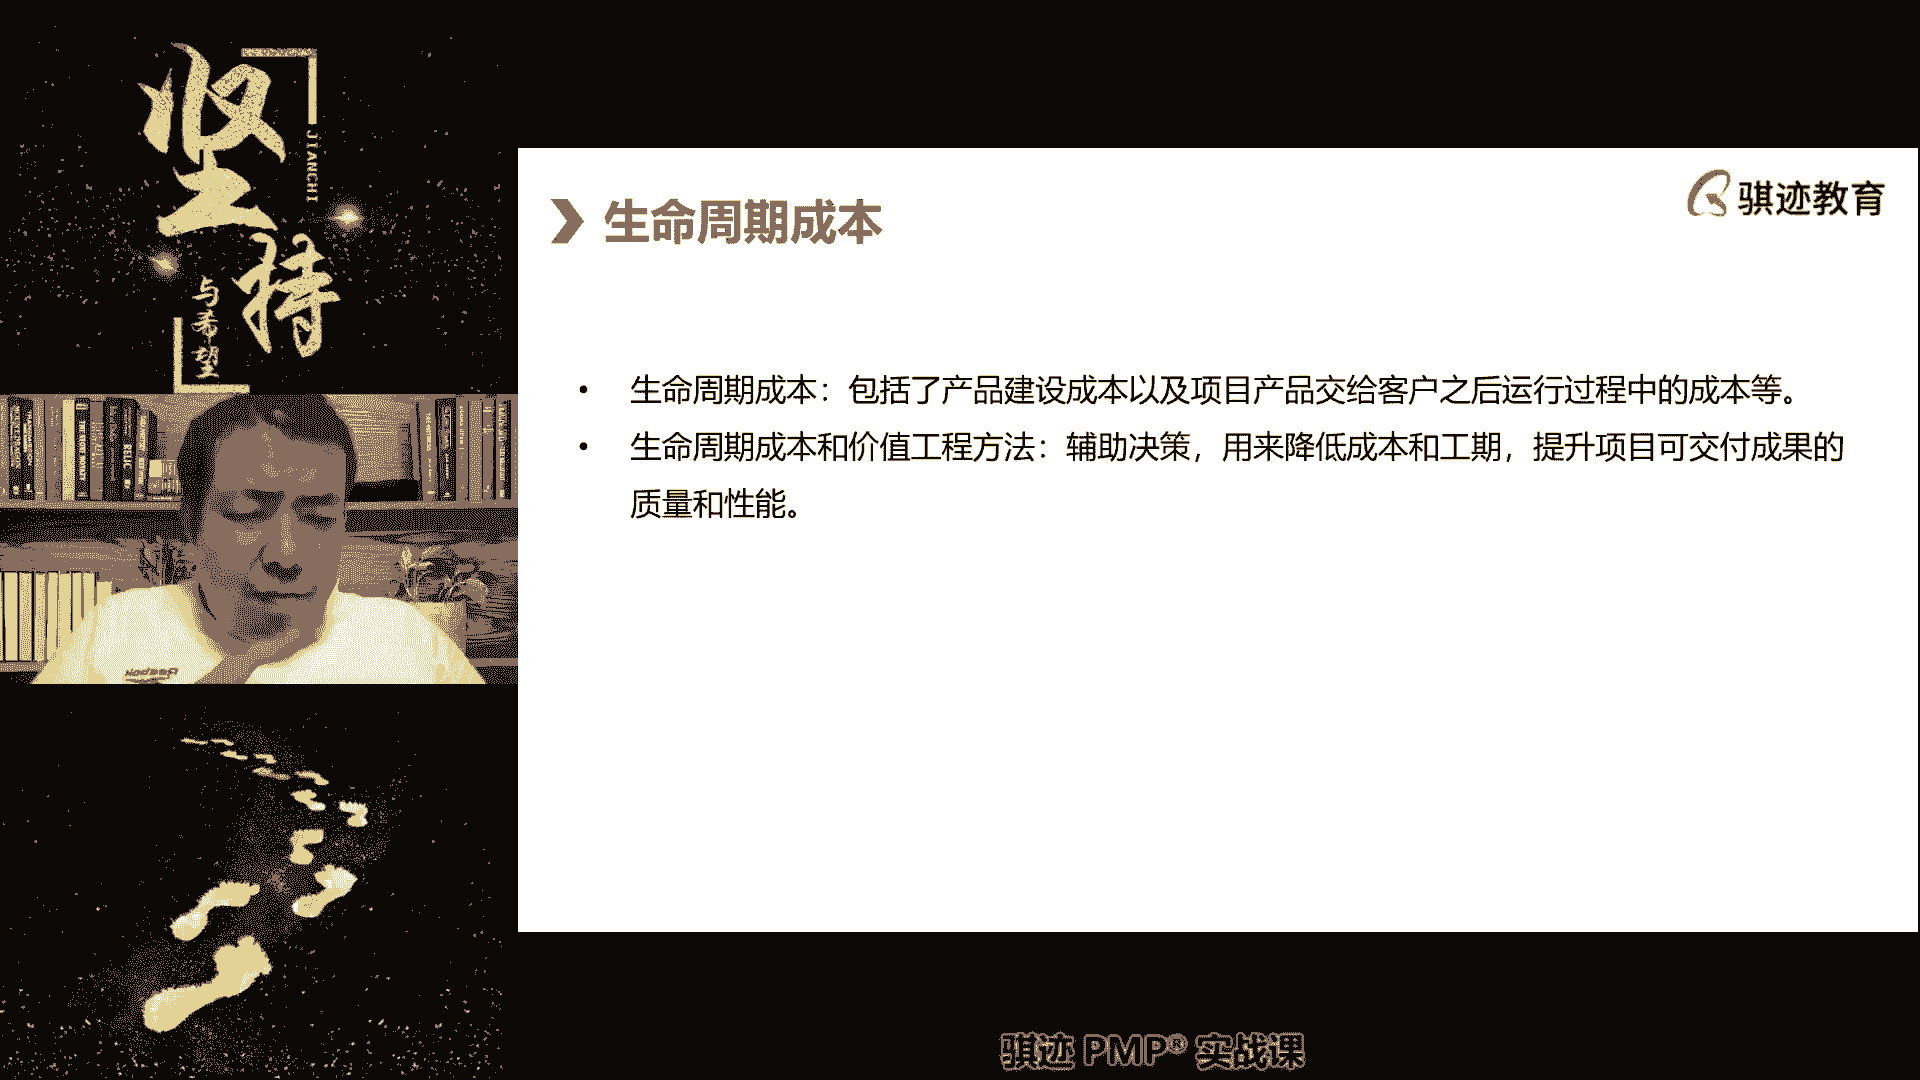 坚持
JIANCHI
与希望
骐迹教育
生命周期成本
• 生命周期成本：包括了产品建设成本以及项目产品交给客户之后运行过程中的成本等。
• 生命周期成本和价值工程方法：辅助决策，用来降低成本和工期，提升项目可交付成果的
质量和性能。
骐迹 PMP® 实战课